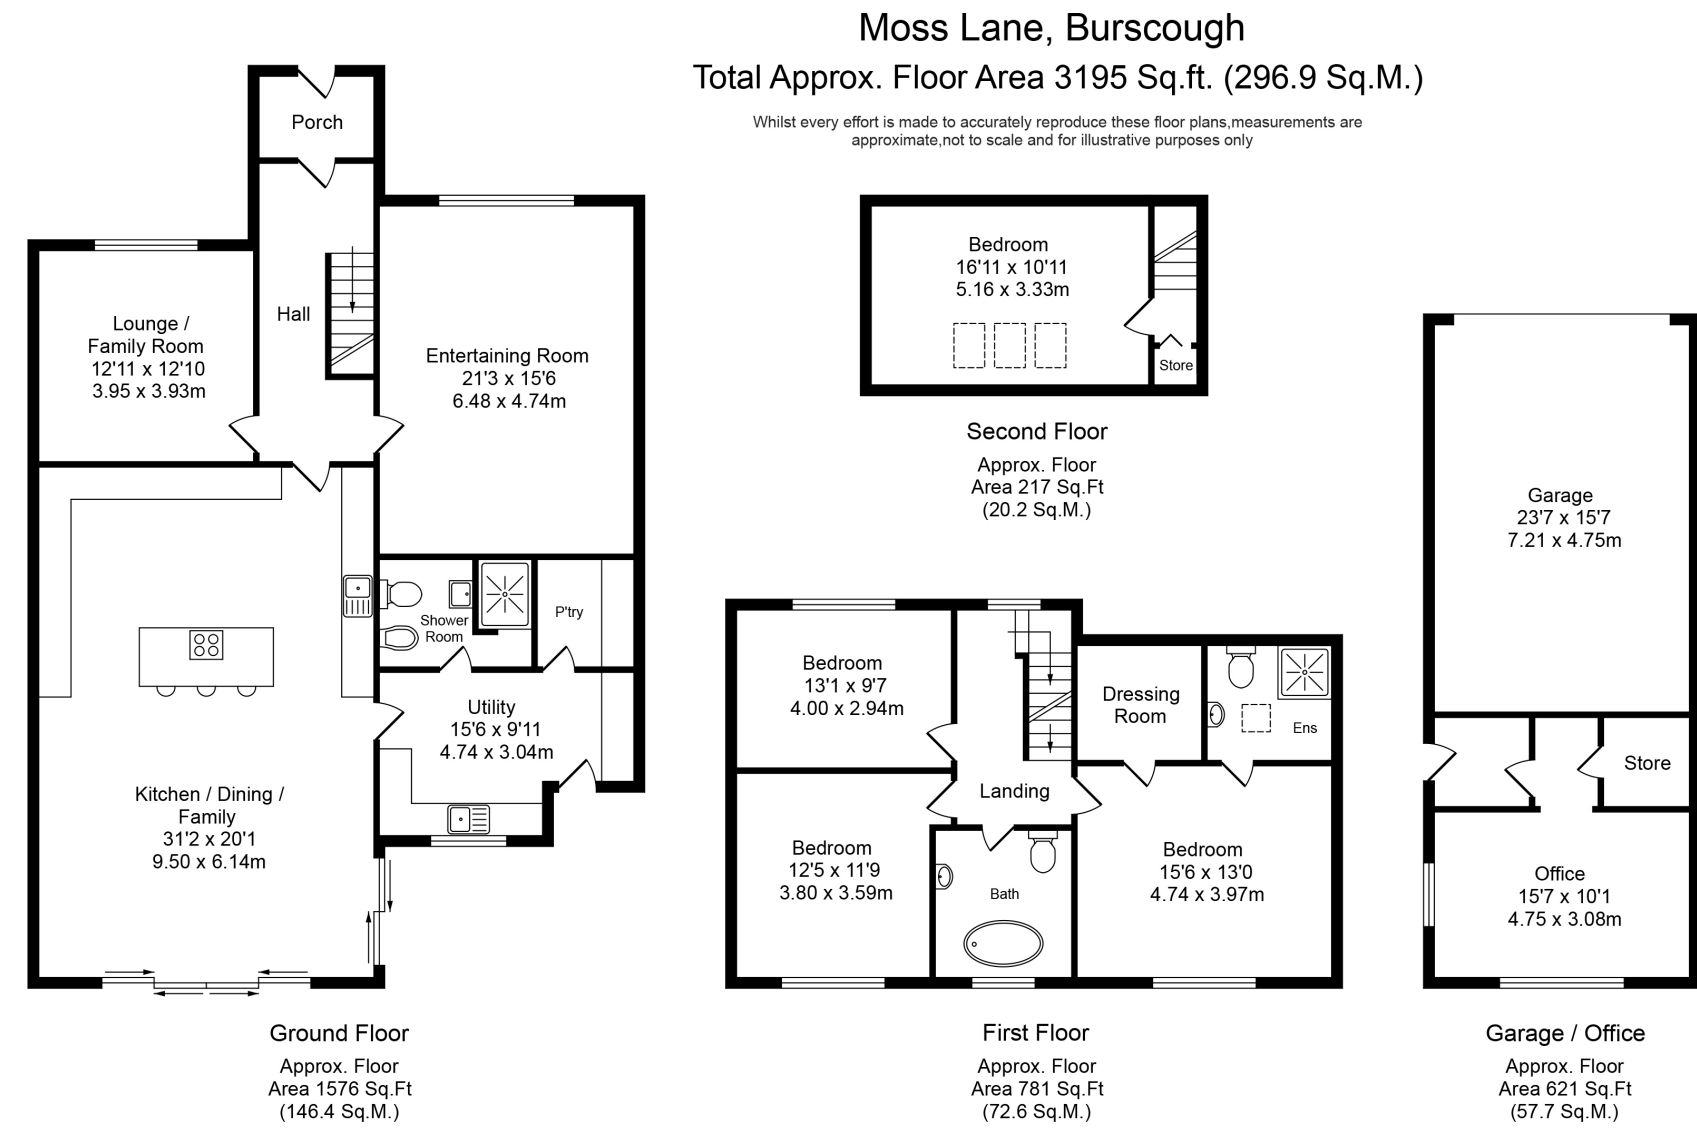 Moss Lane, Burscough
Total Approx. Floor Area 3195 Sq.ft. (296.9 Sq.M.)
Whilst every effort is made to accurately reproduce these floor plans,measurements are
approximate,not to scale and for illustrative purposes only
Porch
Hall
Lounge /
Family Room
12'11 x 12'10
3.95 x 3.93m
Entertaining Room
21'3 x 15'6
6.48 x 4.74m
Shower
Room
P'try
Utility
15'6 x 9'11
4.74 x 3.04m
Kitchen / Dining /
Family
31'2 x 20'1
9.50 x 6.14m
Ground Floor
Approx. Floor
Area 1576 Sq.Ft
(146.4 Sq.M.)
Bedroom
16'11 x 10'11
5.16 x 3.33m
Store
Second Floor
Approx. Floor
Area 217 Sq.Ft
(20.2 Sq.M.)
Bedroom
13'1 x 9'7
4.00 x 2.94m
Dressing
Room
Ens
Landing
Bedroom
12'5 x 11'9
3.80 x 3.59m
Bath
Bedroom
15'6 x 13'0
4.74 x 3.97m
First Floor
Approx. Floor
Area 781 Sq.Ft
(72.6 Sq.M.)
Garage
23'7 x 15'7
7.21 x 4.75m
Store
Office
15'7 x 10'1
4.75 x 3.08m
Garage / Office
Approx. Floor
Area 621 Sq.Ft
(57.7 Sq.M.)